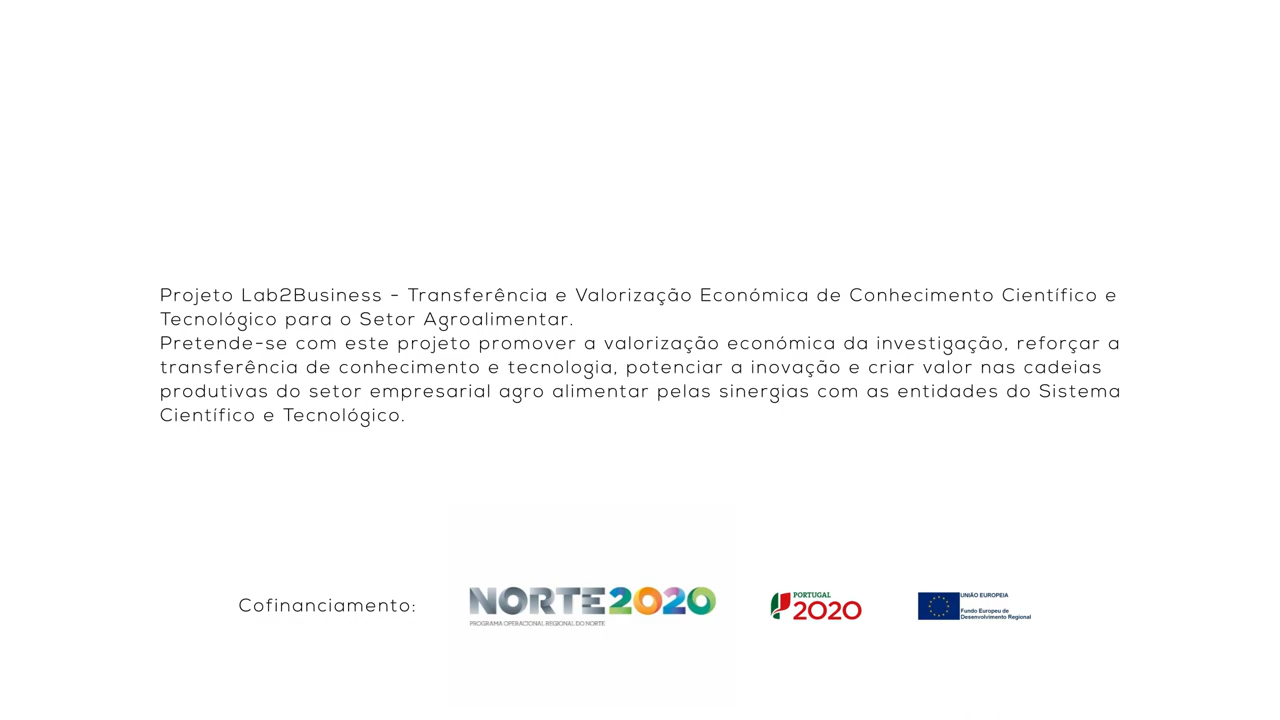 Projeto Lab2Business - Transferência e Valorização Económica de Conhecimento Científico e
Tecnológico para o Setor Agroalimentar.
Pretende-se com este projeto promover a valorização económica da investigação, reforçar a
transferência de conhecimento e tecnologia, potenciar a inovação e criar valor nas cadeias
produtivas do setor empresarial agro alimentar pelas sinergias com as entidades do Sistema
Científico e Tecnológico.
Cofinanciamento:
NORTE2020
PROGRAMA OPERACIONAL REGIONAL DO NORTE
PORTUGAL
2020
UNIÃO EUROPEIA
Fundo Europeu de
Desenvolvimento Regional